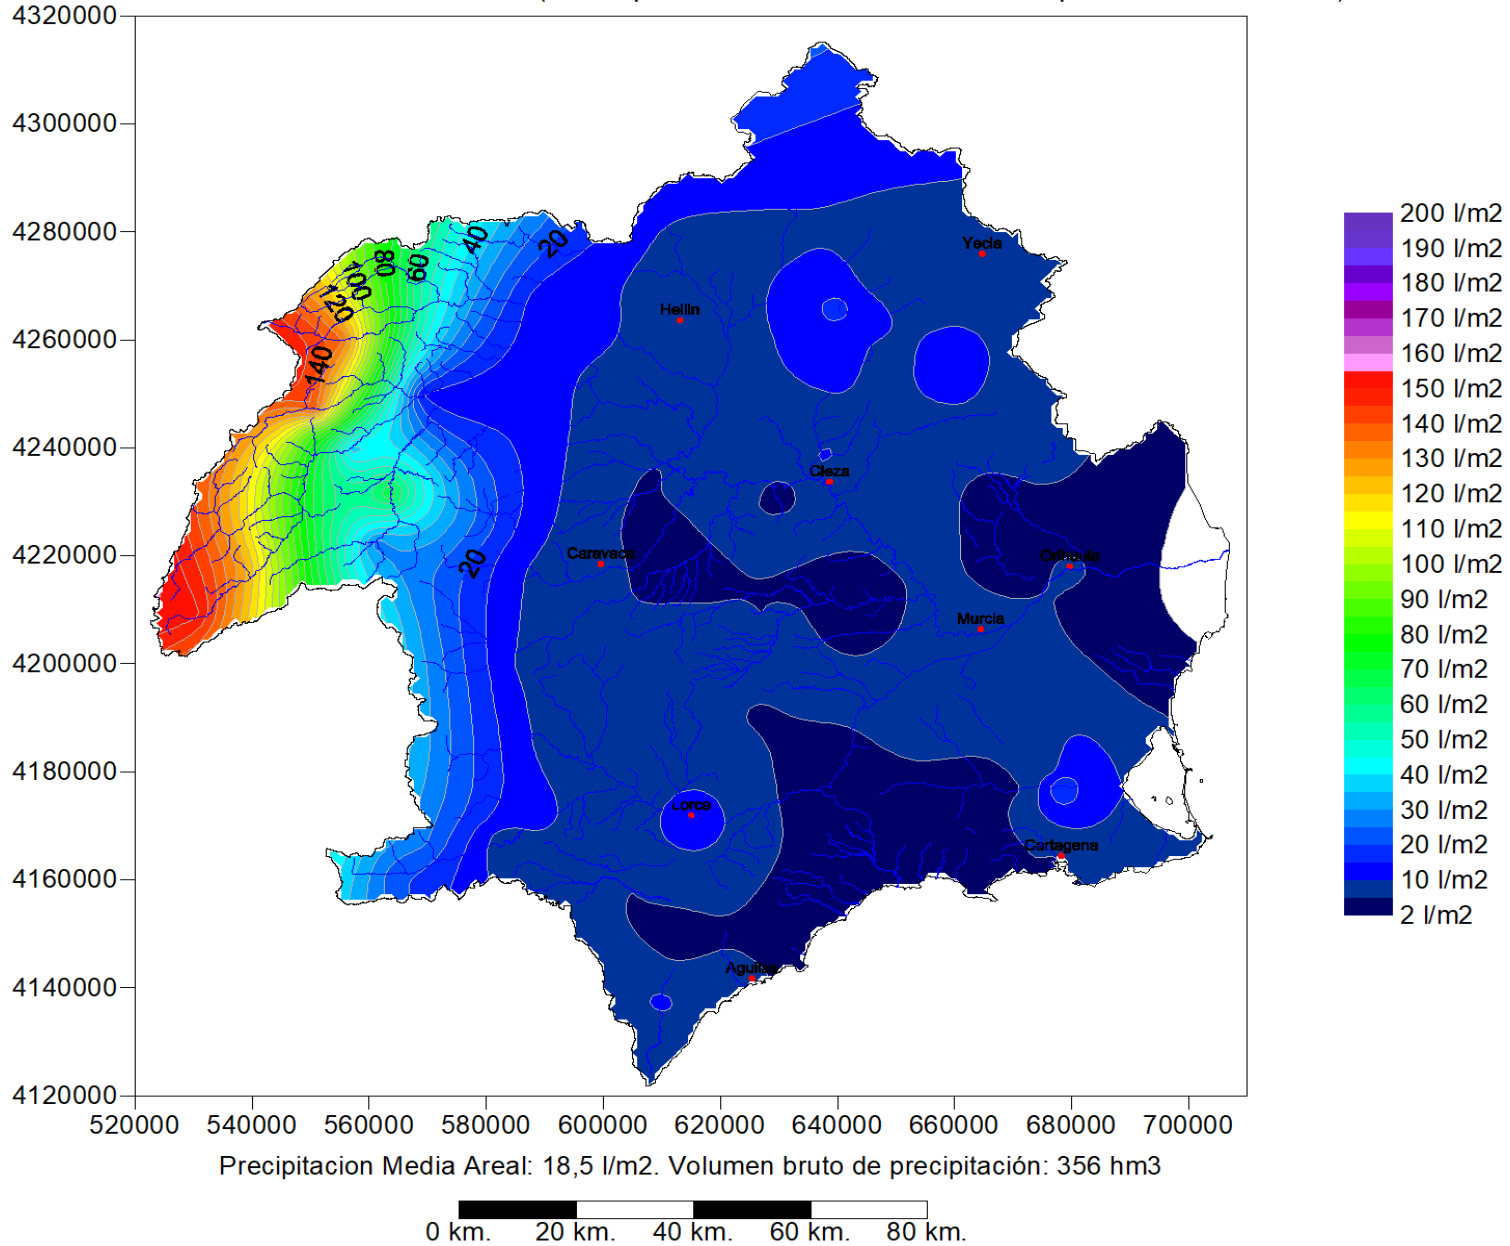 4320000
4300000
4280000
4260000
4240000
4220000
4200000
4180000
4160000
4140000
4120000
520000 540000 560000 580000 600000 620000 640000 660000 680000 700000
40
20
60
80
100
120
140
20
Yecla
Hellin
Cieza
Caravaca
Orihuela
Murcia
Lorca
Cartagena
Aguilas
200 l/m2
190 l/m2
180 l/m2
170 l/m2
160 l/m2
150 l/m2
140 l/m2
130 l/m2
120 l/m2
110 l/m2
100 l/m2
90 l/m2
80 l/m2
70 l/m2
60 l/m2
50 l/m2
40 l/m2
30 l/m2
20 l/m2
10 l/m2
2 l/m2
Precipitacion Media Areal: 18,5 l/m2. Volumen bruto de precipitación: 356 hm3
0 km. 20 km. 40 km. 60 km. 80 km.